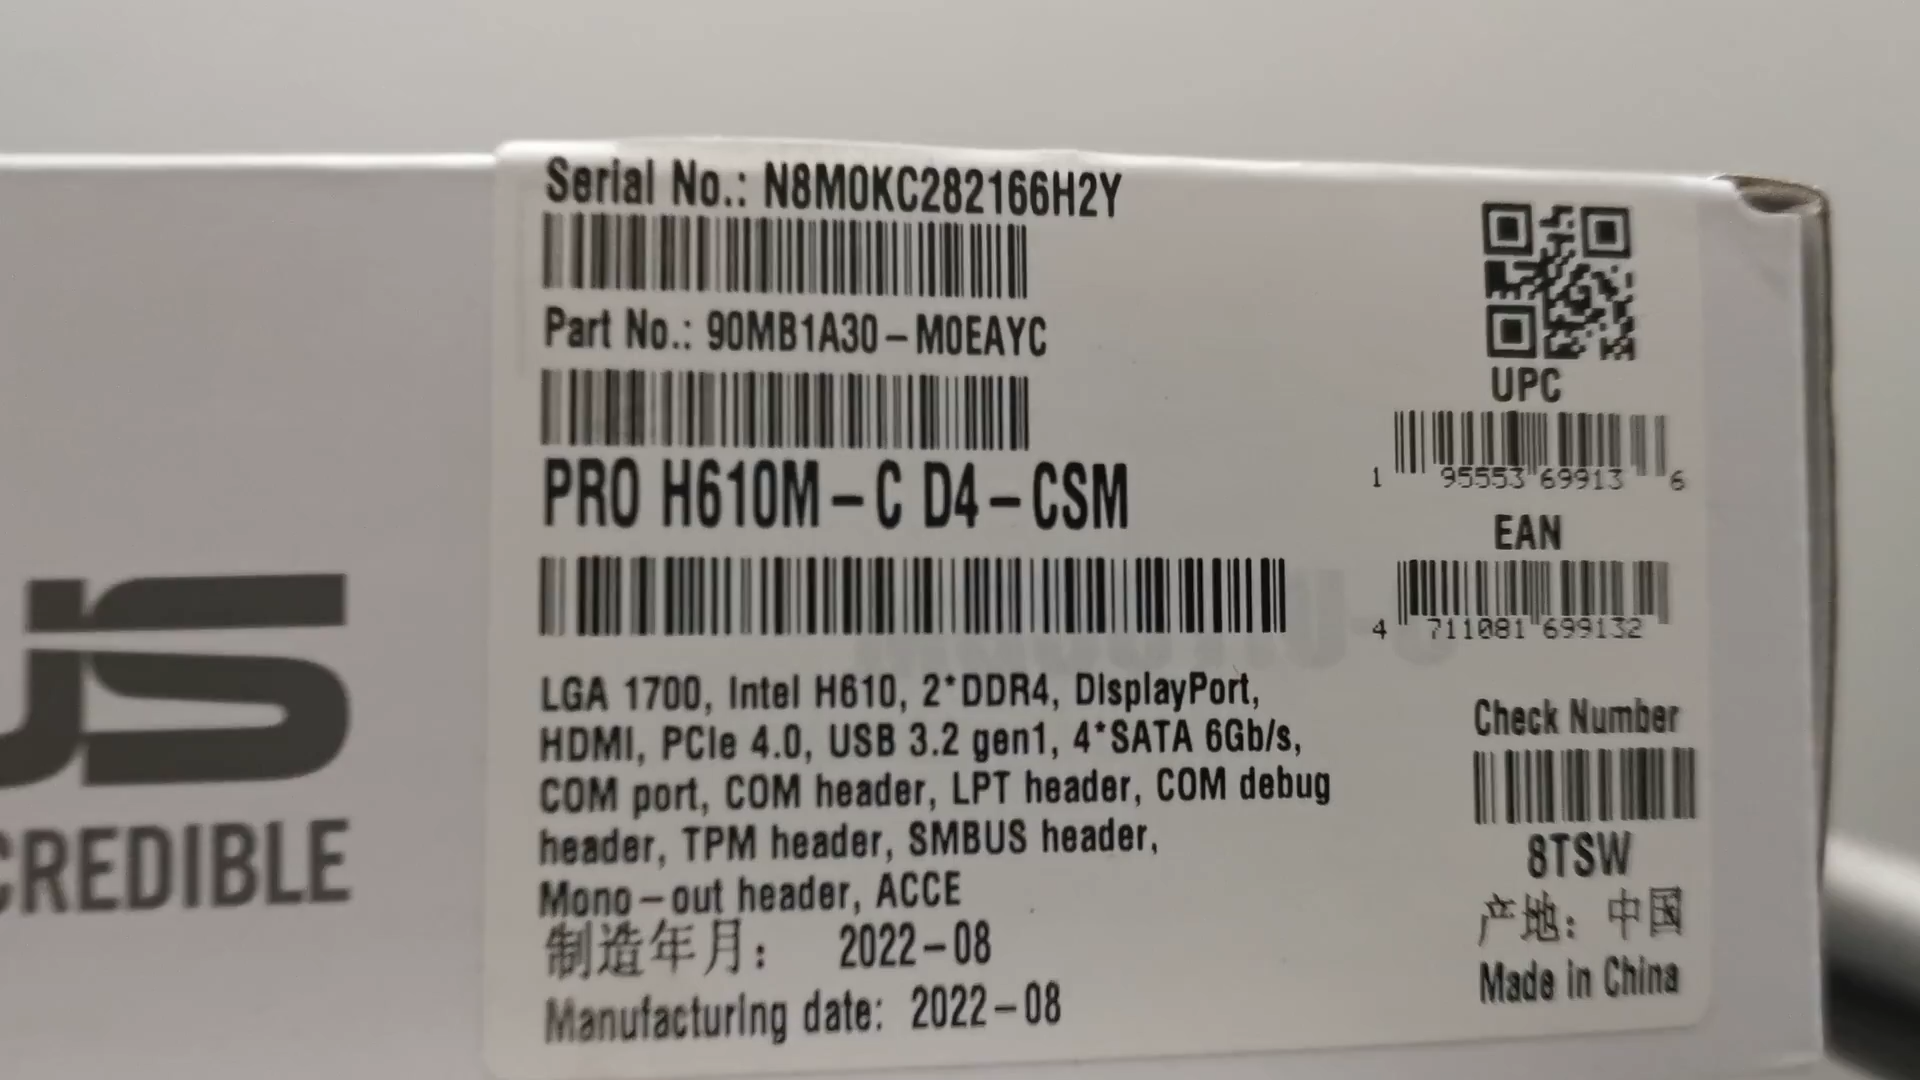 Serial No.: N8M0KC282166H2Y
Part No.: 90MB1A30-M0EAYC
PRO H610M-C D4-CSM
LGA 1700, Intel H610, 2*DDR4, DisplayPort,
HDMI, PCIe 4.0, USB 3.2 gen1, 4*SATA 6Gb/s,
COM port, COM header, LPT header, COM debug
header, TPM header, SMBUS header,
Mono-out header, ACCE
制造年月: 2022-08
Manufacturing date: 2022-08
UPC
1 95553 69913 6
EAN
4 711081 699132
Check Number
8TSW
产地: 中国
Made in China
US
CREDIBLE